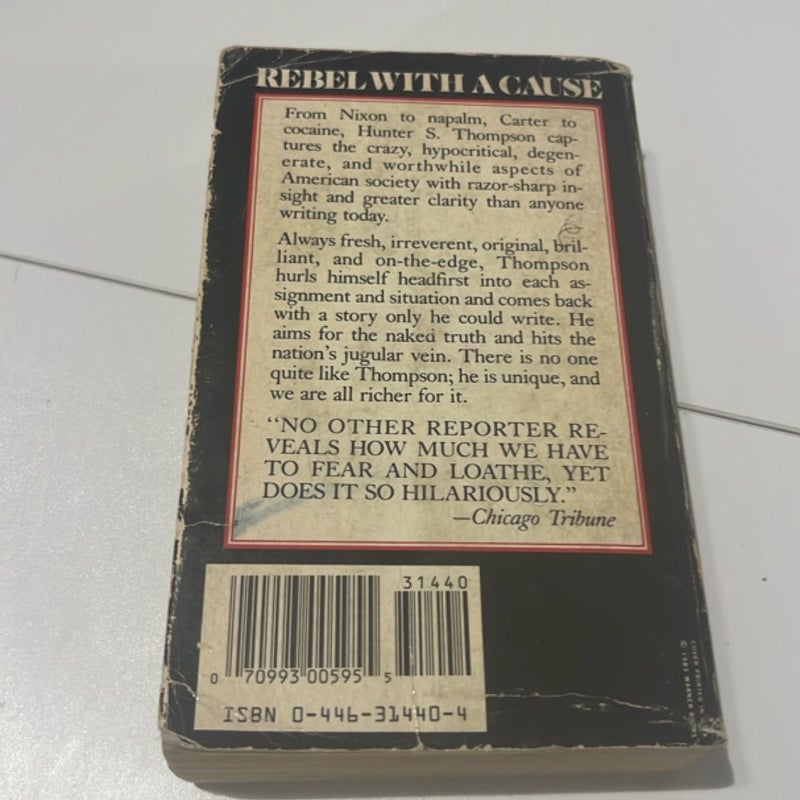 REBEL WITH A CAUSE
From Nixon to napalm, Carter to
cocaine, Hunter S. Thompson cap-
tures the crazy, hypocritical, degen-
erate, and worthwhile aspects of
American society with razor-sharp in-
sight and greater clarity than anyone
writing today.
Always fresh, irreverent, original, bril-
liant, and on-the-edge, Thompson
hurls himself headfirst into each as-
signment and situation and comes back
with a story only he could write. He
aims for the naked truth and hits the
nation's jugular vein. There is no one
quite like Thompson; he is unique, and
we are all richer for it.
"NO OTHER REPORTER RE-
VEALS HOW MUCH WE HAVE
TO FEAR AND LOATHE, YET
DOES IT SO HILARIOUSLY."
—Chicago Tribune
31440
0 70993 00595 5
ISBN 0-446-31440-4
COVER PRINTED IN
© 1983 WARNER BOOKS